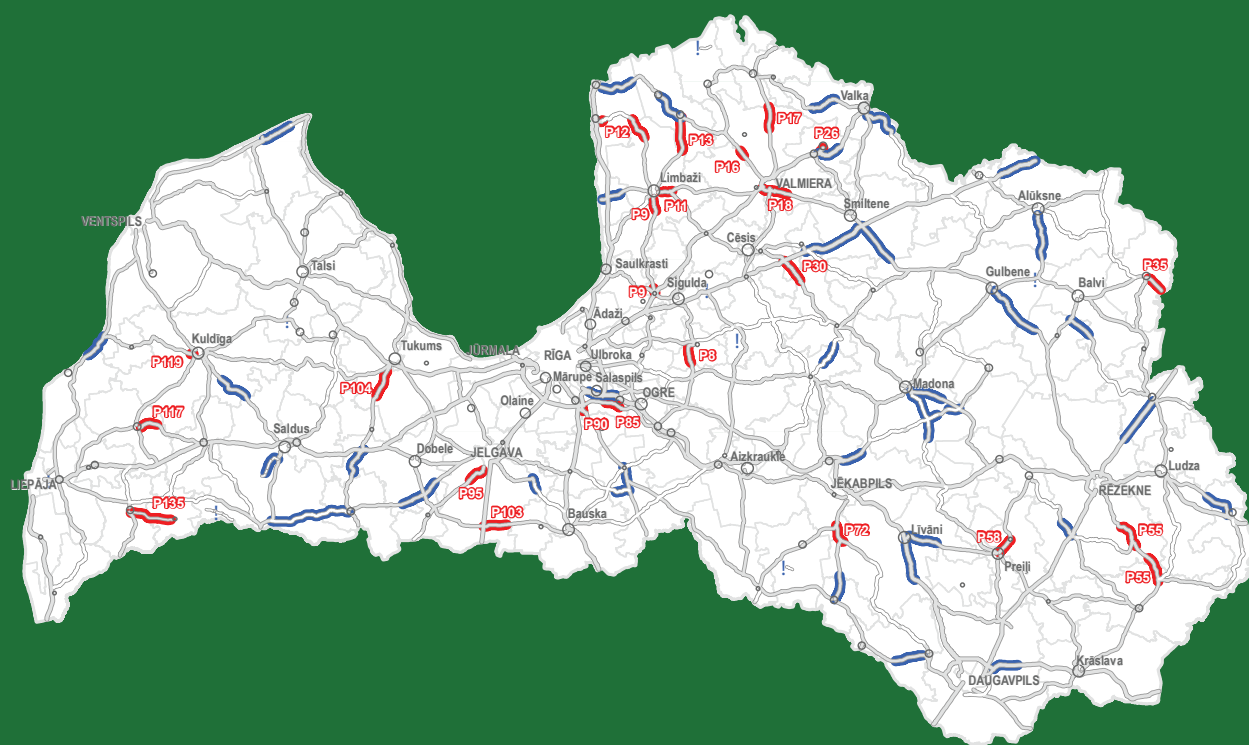 !
Valka
P17
P12
P26
P13
P16
Limbaži
VALMIERA
Alūksne
P11
P18
P9
Smiltene
VENTSPILS
Cēsis
Talsi
Saulkrasti
P30
P35
Gulbene
Balvi
P9
Sigulda
!
!
Ādaži
!
Kuldīga
!
Tukums
JŪRMALA
RĪGA
Ulbroka
P8
P119
Mārupe
Salaspils
P104
OGRE
Madona
Olaine
P117
P90
P85
Saldus
Dobele
JELGAVA
Aizkraukle
Ludza
LIEPĀJA
P95
JĒKABPILS
RĒZEKNE
P135
!
P103
Bauska
P72
Līvāni
P58
P55
Preiļi
!
P55
Krāslava
DAUGAVPILS